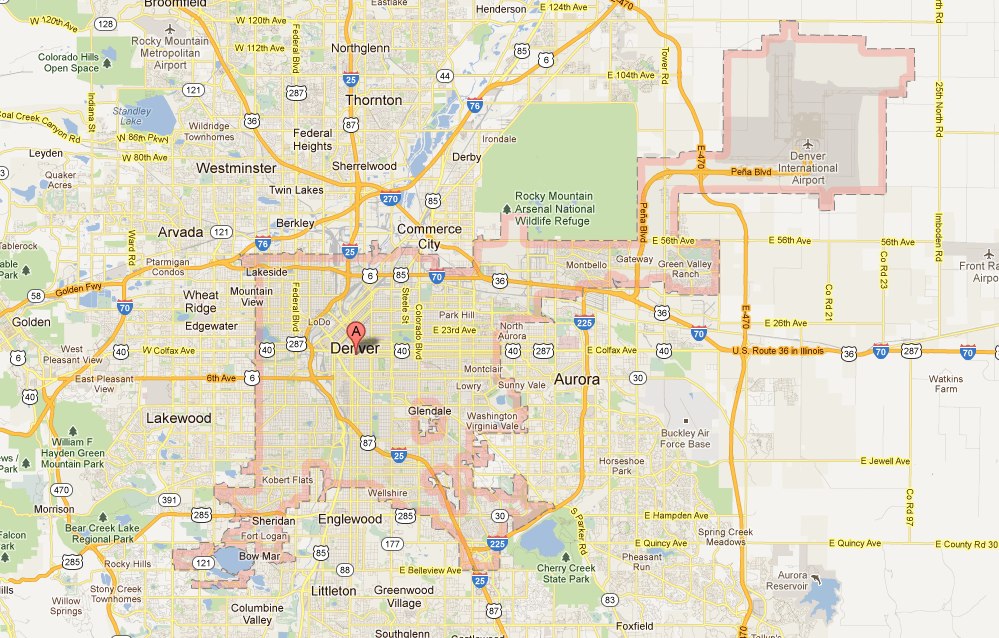 Broomfield
Eastlake
Henderson
E 124th Ave
E-470
W 120th Ave
128
W 120th Ave
E 120th Ave
Rocky Mountain
Metropolitan
Airport
W 112th Ave
Federal Blvd
Northglenn
85
6
Tower Rd
Colorado Hills
Open Space
25
44
E 104th Ave
121
287
Thornton
76
Indiana St
Standley
Lake
36
87
25th North Rd
Coal Creek Canyon Rd
W 86th Pkwy
Wildridge
Townhomes
Federal
Heights
Irondale
Leyden
W 80th Ave
Derby
E-470
Denver
International
Airport
Westminster
Sherrelwood
Peña Blvd
Quaker
Acres
Twin Lakes
270
85
Rocky Mountain
Arsenal National
Wildlife Refuge
Peña Blvd
Imboden Rd
Berkley
Arvada
121
76
25
Commerce
City
E 56th Ave
E 56th Ave
56th Ave
Ward Rd
Ptarmigan
Condos
Lakeside
6
85
70
36
Montbello
Gateway
Green Valley
Ranch
Co Rd 23
Golden Fwy
58
Mountain
View
Wheat
Ridge
Federal Blvd
Steele St
Colorado Blvd
Co Rd 21
70
Golden
Edgewater
LoDo
Park Hill
E 23rd Ave
North
Aurora
225
36
E-470
E 26th Ave
A
Denver
6
West
Pleasant View
40
W Colfax Ave
40
287
40
40
287
E Colfax Ave
40
70
U.S. Route 36 in Illinois
36
70
287
70
East Pleasant
View
6th Ave
6
Montclair
Lowry
Sunny Vale
Aurora
30
Watkins
Farm
40
Lakewood
Glendale
Washington
Virginia Vale
Buckley Air
Force Base
William F
Hayden Green
Mountain Park
87
25
Horseshoe
Park
E Jewell Ave
470
Kobert Flats
Wellshire
Co Rd 97
Morrison
391
285
Sheridan
Englewood
285
30
S Parker Rd
E Hampden Ave
Bear Creek Lake
Regional Park
Fort Logan
Spring Creek
Meadows
177
225
E Quincy Ave
E Quincy Ave
E County Rd 30
285
Rocky Hills
121
Bow Mar
85
88
E Belleview Ave
25
Cherry Creek
State Park
Pheasant
Run
Aurora
Reservoir
Willow
Springs
Stony Creek
Townhomes
Littleton
Greenwood
Village
Columbine
Valley
87
83
Foxfield
Southglenn